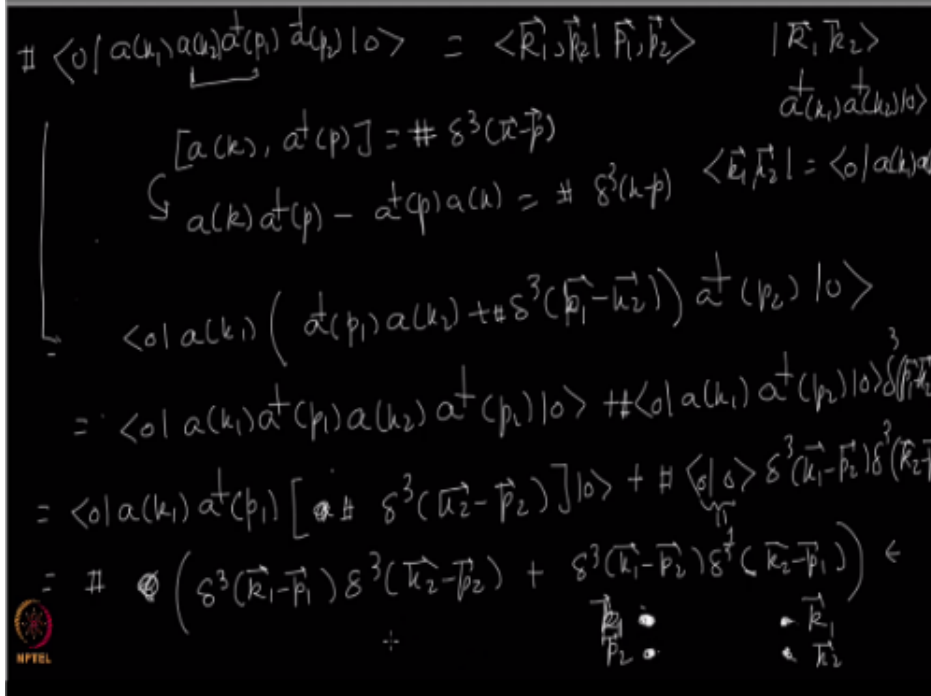 # <0| a(k₁) a(k₂) a†(p₁) a†(p₂) |0> = <k⃗₁, k⃗₂| p⃗₁, p⃗₂> |k⃗₁ k⃗₂>
a†(k₁) a†(k₂)|0>
[a(k), a†(p)] = # δ³(k⃗-p⃗)
<k⃗₁ k⃗₂| = <0| a(k₁) a(
a(k) a†(p) - a†(p) a(k) = # δ³(k-p)
= <0| a(k₁) ( a†(p₁) a(k₂) + # δ³(p⃗₁-k⃗₂) ) a†(p₂) |0>
= <0| a(k₁) a†(p₁) a(k₂) a†(p₂) |0> + # <0| a(k₁) a†(p₂) |0> δ³(p⃗₁-k⃗₂
= <0| a(k₁) a†(p₁) [ # δ³(k⃗₂-p⃗₂) ] |0> + # <0|0> δ³(k⃗₁-p⃗₂) δ³(k⃗₂-p⃗
= # ( δ³(k⃗₁-p⃗₁) δ³(k⃗₂-p⃗₂) + δ³(k⃗₁-p⃗₂) δ³(k⃗₂-p⃗₁) ) ←
p⃗₁ • • k⃗₁
p⃗₂ • • k⃗₂
NPTEL